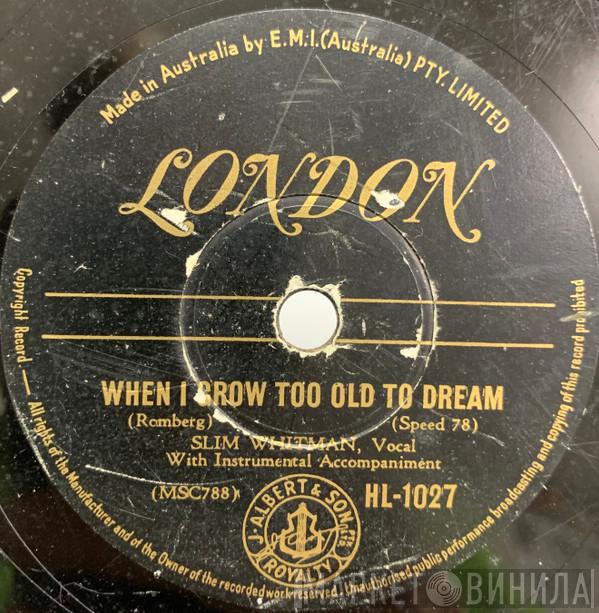 Made in Australia by E.M.I. (Australia) PTY. LIMITED
LONDON
WHEN I GROW TOO OLD TO DREAM
(Romberg) (Speed 78)
SLIM WHITMAN, Vocal
With Instrumental Accompaniment
(MSC788) HL-1027
J. ALBERT & SON
ROYALTY
Copyright Record — All rights of the Manufacturer and of the Owner of the recorded work reserved. Unauthorised public performance broadcasting and copying of this record prohibited
МАРКЕТ ВИНИЛА